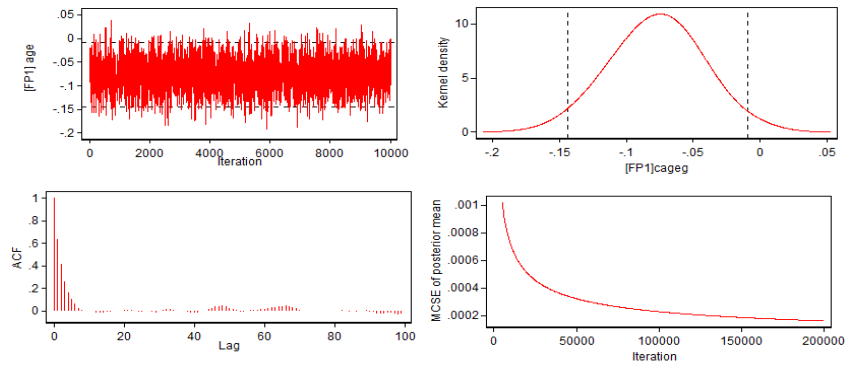 .05
0
-.05
-.1
-.15
-.2
[FP1] age
0 2000 4000 6000 8000 10000
Iteration
10
5
0
Kernel density
-.2 -.15 -.1 -.05 0 .05
[FP1]cageg
1
.8
.6
.4
.2
0
ACF
0 20 40 60 80 100
Lag
.001
.0008
.0006
.0004
.0002
MCSE of posterior mean
0 50000 100000 150000 200000
Iteration